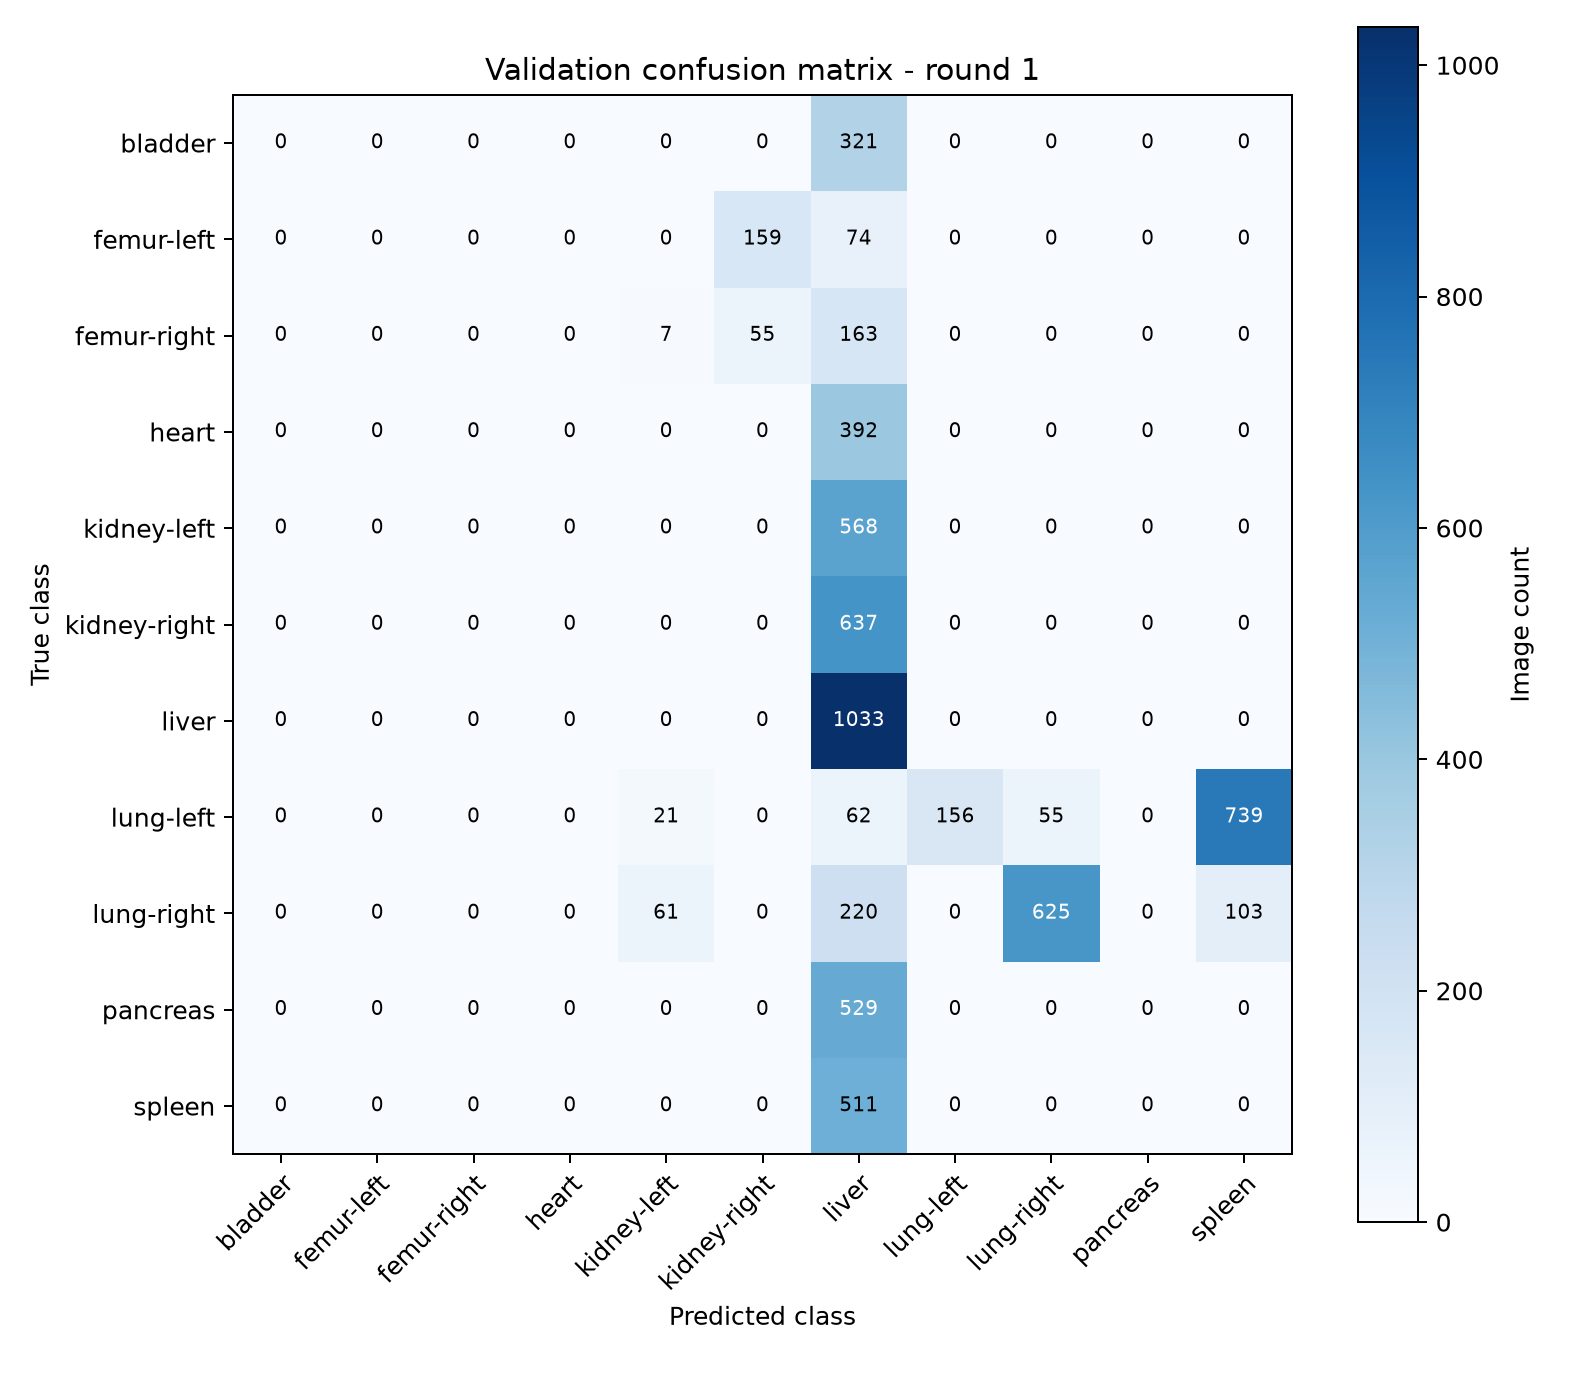 Validation confusion matrix - round 1
bladder 0 0 0 0 0 0 321 0 0 0 0
femur-left 0 0 0 0 0 159 74 0 0 0 0
femur-right 0 0 0 0 7 55 163 0 0 0 0
heart 0 0 0 0 0 0 392 0 0 0 0
kidney-left 0 0 0 0 0 0 568 0 0 0 0
kidney-right 0 0 0 0 0 0 637 0 0 0 0
liver 0 0 0 0 0 0 1033 0 0 0 0
lung-left 0 0 0 0 21 0 62 156 55 0 739
lung-right 0 0 0 0 61 0 220 0 625 0 103
pancreas 0 0 0 0 0 0 529 0 0 0 0
spleen 0 0 0 0 0 0 511 0 0 0 0
True class
bladder femur-left femur-right heart kidney-left kidney-right liver lung-left lung-right pancreas spleen
Predicted class
1000
800
600
400
200
0
Image count